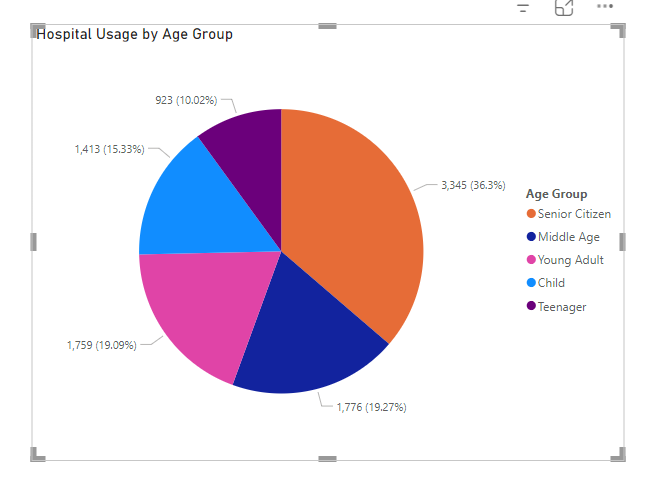 Hospital Usage by Age Group
923 (10.02%)
1,413 (15.33%)
3,345 (36.3%)
Age Group
Senior Citizen
Middle Age
Young Adult
Child
Teenager
1,759 (19.09%)
1,776 (19.27%)